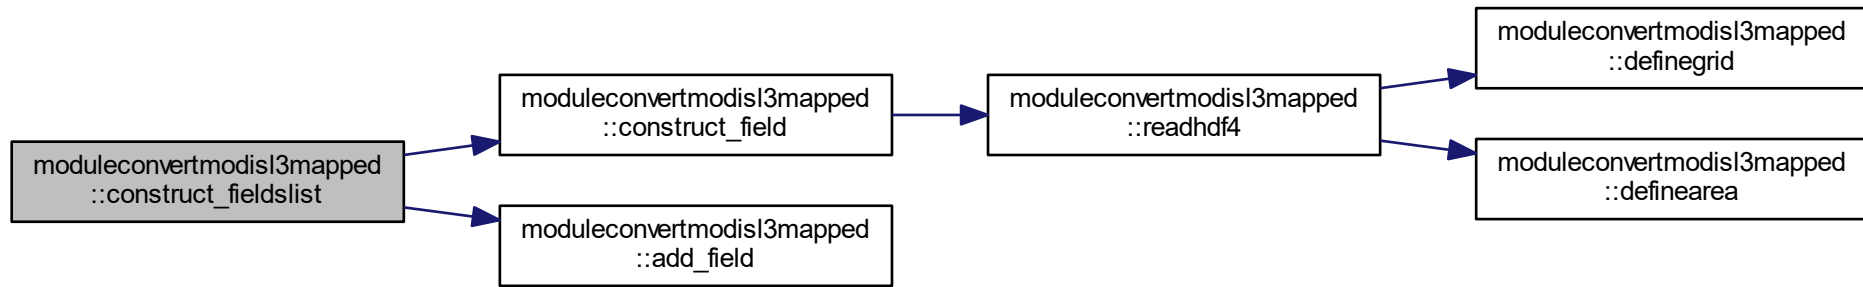 moduleconvertmodisl3mapped
::construct_fieldslist
moduleconvertmodisl3mapped
::construct_field
moduleconvertmodisl3mapped
::add_field
moduleconvertmodisl3mapped
::readhdf4
moduleconvertmodisl3mapped
::definegrid
moduleconvertmodisl3mapped
::definearea